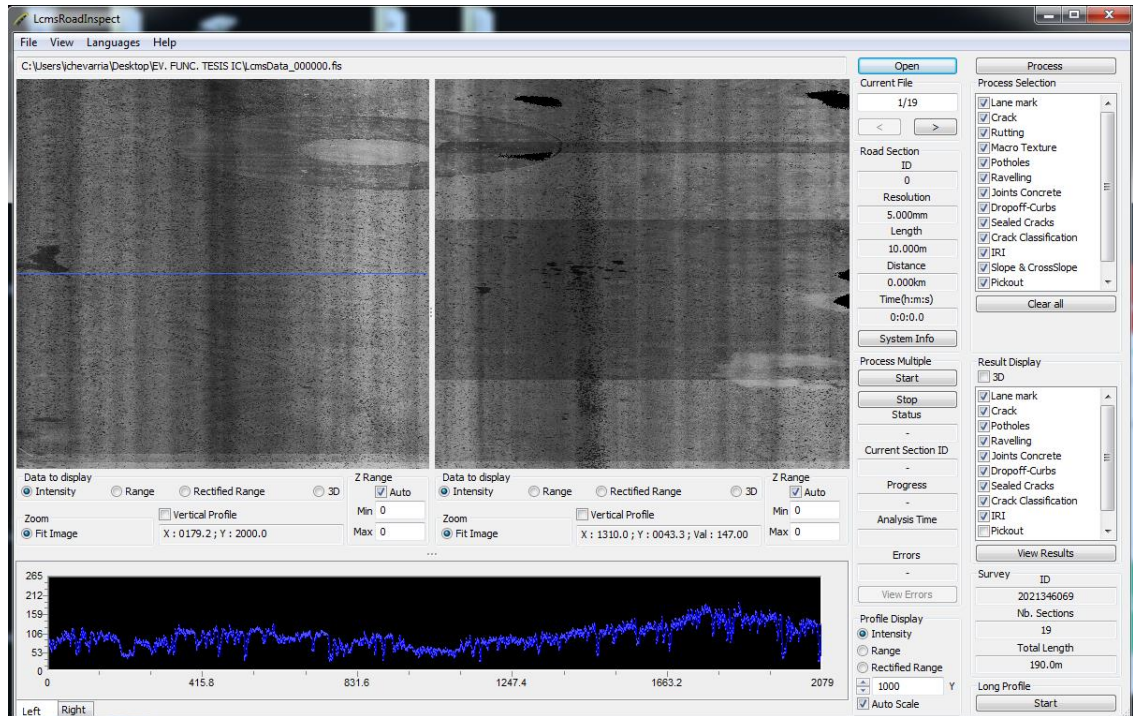 LcmsRoadInspect
File View Languages Help
C:\Users\jchevarria\Desktop\EV. FUNC. TESIS IC\LcmsData_000000.fis
Open
Current File
1/19
< >
Road Section
ID
0
Resolution
5.000mm
Length
10.000m
Distance
0.000km
Time(h:m:s)
0:0:0.0
System Info
Process Multiple
Start
Stop
Status
-
Current Section ID
-
Progress
-
Analysis Time
Errors
-
View Errors
Profile Display
Intensity
Range
Rectified Range
1000 Y
Auto Scale
Process
Process Selection
Lane mark
Crack
Rutting
Macro Texture
Potholes
Ravelling
Joints Concrete
Dropoff-Curbs
Sealed Cracks
Crack Classification
IRI
Slope & CrossSlope
Pickout
Clear all
Result Display
3D
Lane mark
Crack
Potholes
Ravelling
Joints Concrete
Dropoff-Curbs
Sealed Cracks
Crack Classification
IRI
Pickout
View Results
Survey
ID
2021346069
Nb. Sections
19
Total Length
190.0m
Long Profile
Start
Data to display
Intensity Range Rectified Range 3D
Zoom
Fit Image
Vertical Profile
X : 0179.2 ; Y : 2000.0
Z Range
Auto
Min 0
Max 0
Data to display
Intensity Range Rectified Range 3D
Zoom
Fit Image
Vertical Profile
X : 1310.0 ; Y : 0043.3 ; Val : 147.00
Z Range
Auto
Min 0
Max 0
265
212
159
106
53
0
0 415.8 831.6 1247.4 1663.2 2079
Left Right